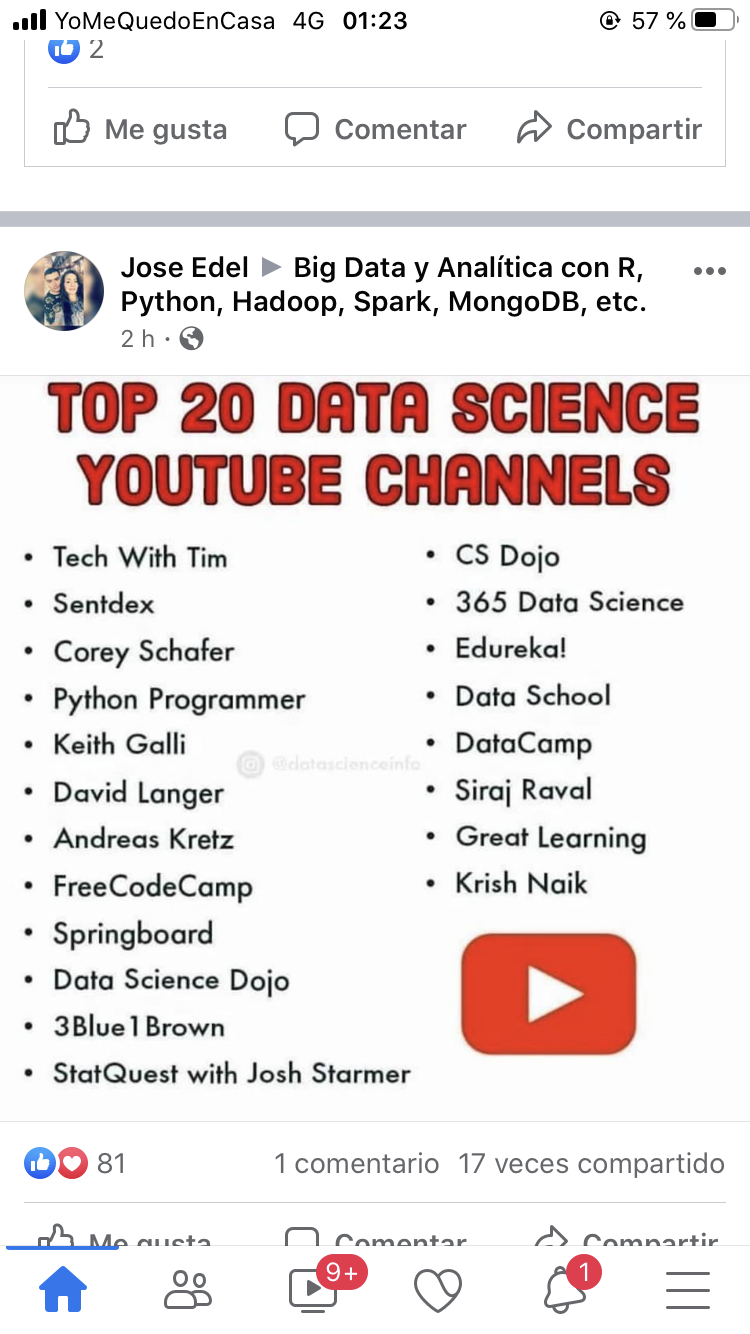 YoMeQuedoEnCasa 4G 01:23 57 %
2
Me gusta Comentar Compartir
Jose Edel ▶ Big Data y Analítica con R,
Python, Hadoop, Spark, MongoDB, etc.
2 h ·
TOP 20 DATA SCIENCE
YOUTUBE CHANNELS
• Tech With Tim
• Sentdex
• Corey Schafer
• Python Programmer
• Keith Galli
• David Langer
• Andreas Kretz
• FreeCodeCamp
• Springboard
• Data Science Dojo
• 3Blue1Brown
• StatQuest with Josh Starmer
• CS Dojo
• 365 Data Science
• Edureka!
• Data School
• DataCamp
• Siraj Raval
• Great Learning
• Krish Naik
@datascienceinfo
81 1 comentario 17 veces compartido
Me gusta Comentar Compartir
9+ 1